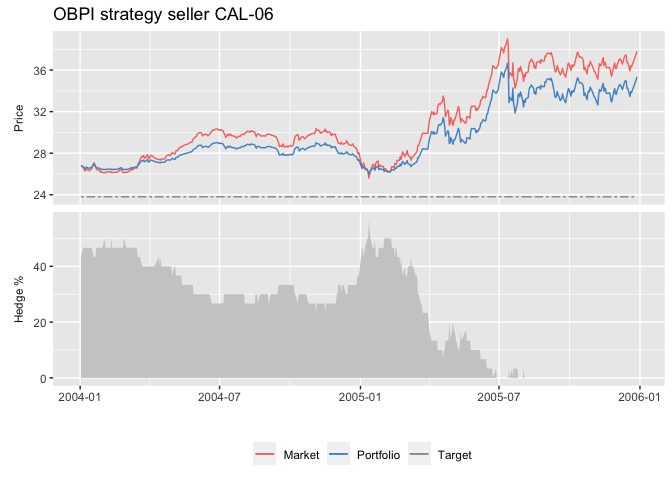 OBPI strategy seller CAL-06
Price
36
32
28
24
Hedge %
40
20
0
2004-01 2004-07 2005-01 2005-07 2006-01
Market Portfolio Target